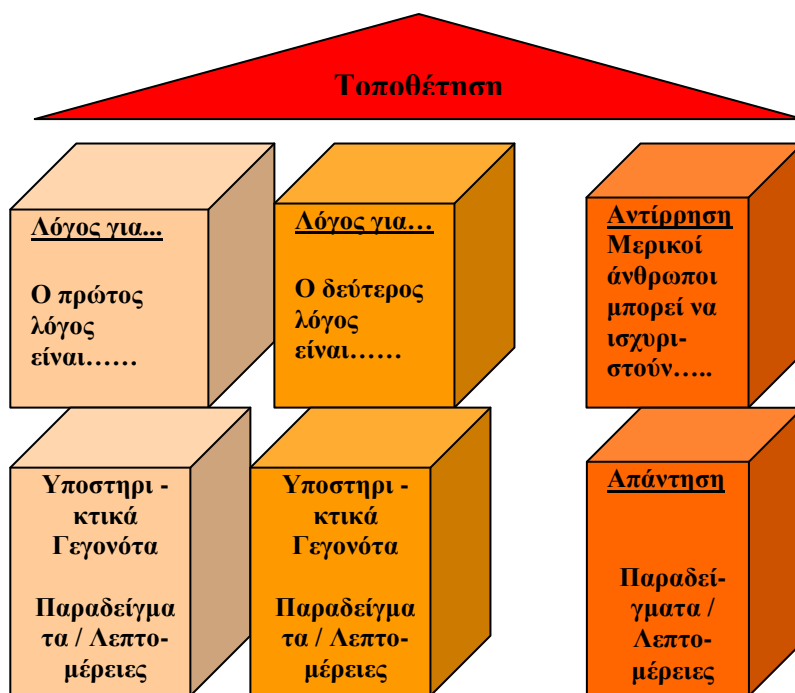 Τοποθέτηση
Λόγος για...
Ο πρώτος
λόγος
είναι……
Λόγος για…
Ο δεύτερος
λόγος
είναι……
Αντίρρηση
Μερικοί
άνθρωποι
μπορεί να
ισχυρι-
στούν…..
Υποστηρι -
κτικά
Γεγονότα
Παραδείγμα
τα / Λεπτο-
μέρειες
Υποστηρι -
κτικά
Γεγονότα
Παραδείγμα
τα / Λεπτο-
μέρειες
Απάντηση
Παραδεί-
γματα /
Λεπτο-
μέρειες